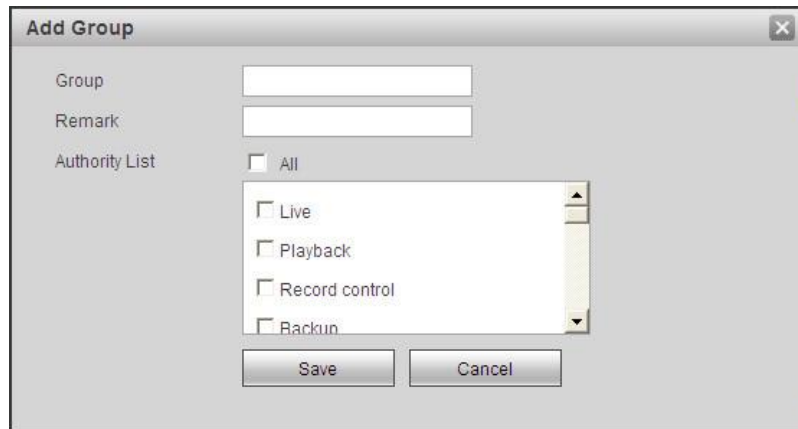 Add Group
Group
Remark
Authority List
All
Live
Playback
Record control
Backup
Save Cancel